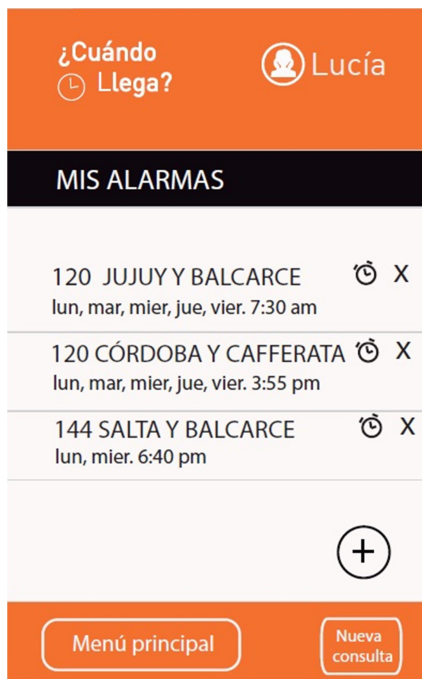 ¿Cuándo
Llega?
Lucía
MIS ALARMAS
120 JUJUY Y BALCARCE X
lun, mar, mier, jue, vier. 7:30 am
120 CÓRDOBA Y CAFFERATA X
lun, mar, mier, jue, vier. 3:55 pm
144 SALTA Y BALCARCE X
lun, mier. 6:40 pm
+
Menú principal
Nueva
consulta